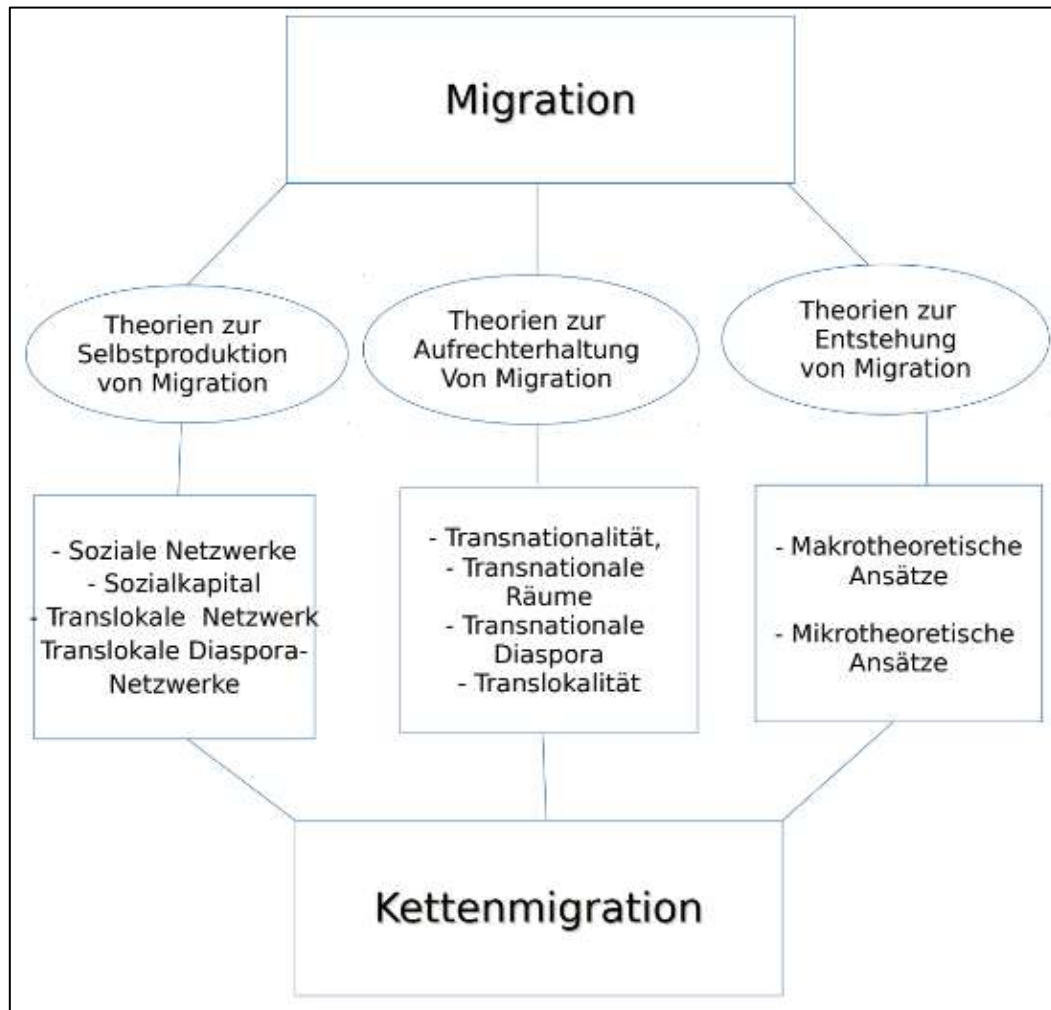 Migration
Theorien zur
Selbstproduktion
von Migration
Theorien zur
Aufrechterhaltung
Von Migration
Theorien zur
Entstehung
von Migration
- Soziale Netzwerke
- Sozialkapital
- Translokale Netzwerk
Translokale Diaspora-
Netzwerke
- Transnationalität,
- Transnationale
Räume
- Transnationale
Diaspora
- Translokalität
- Makrotheoretische
Ansätze
- Mikrotheoretische
Ansätze
Kettenmigration